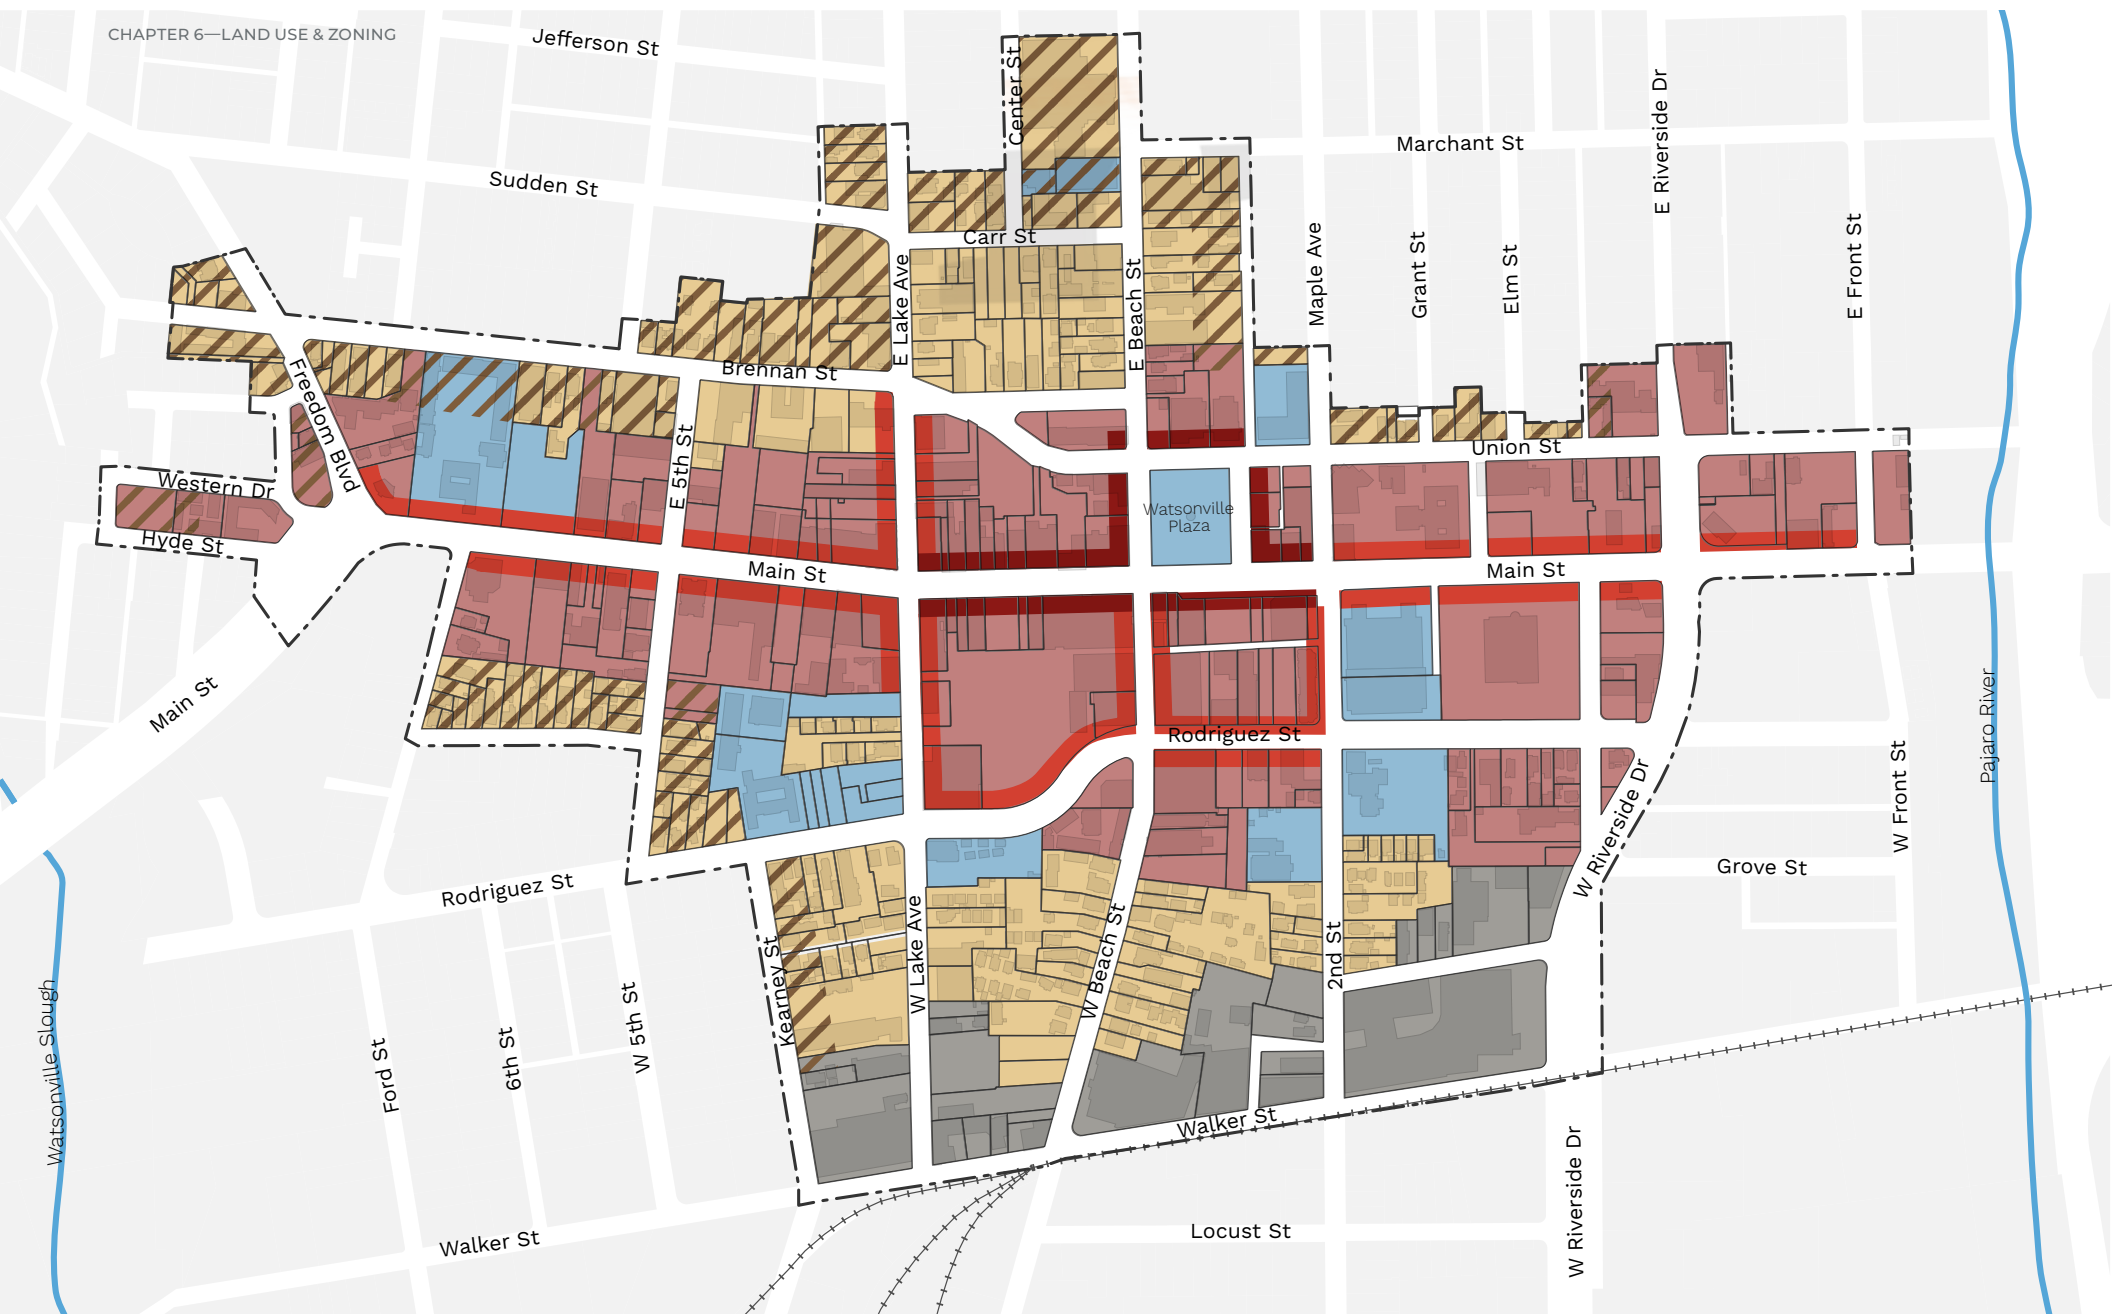 CHAPTER 6—LAND USE & ZONING
Jefferson St
Center St
E Riverside Dr
Marchant St
Sudden St
Carr St
Maple Ave
Grant St
Elm St
E Front St
E Lake Ave
E Beach St
Brennan St
Freedom Blvd
E 5th St
Union St
Western Dr
Watsonville
Plaza
Hyde St
Main St
Main St
Main St
Pajaro River
Rodriguez St
W Front St
W Riverside Dr
Grove St
Rodriguez St
Kearney St
W Lake Ave
W Beach St
2nd St
Watsonville Slough
Ford St
6th St
W 5th St
Walker St
W Riverside Dr
Walker St
Locust St